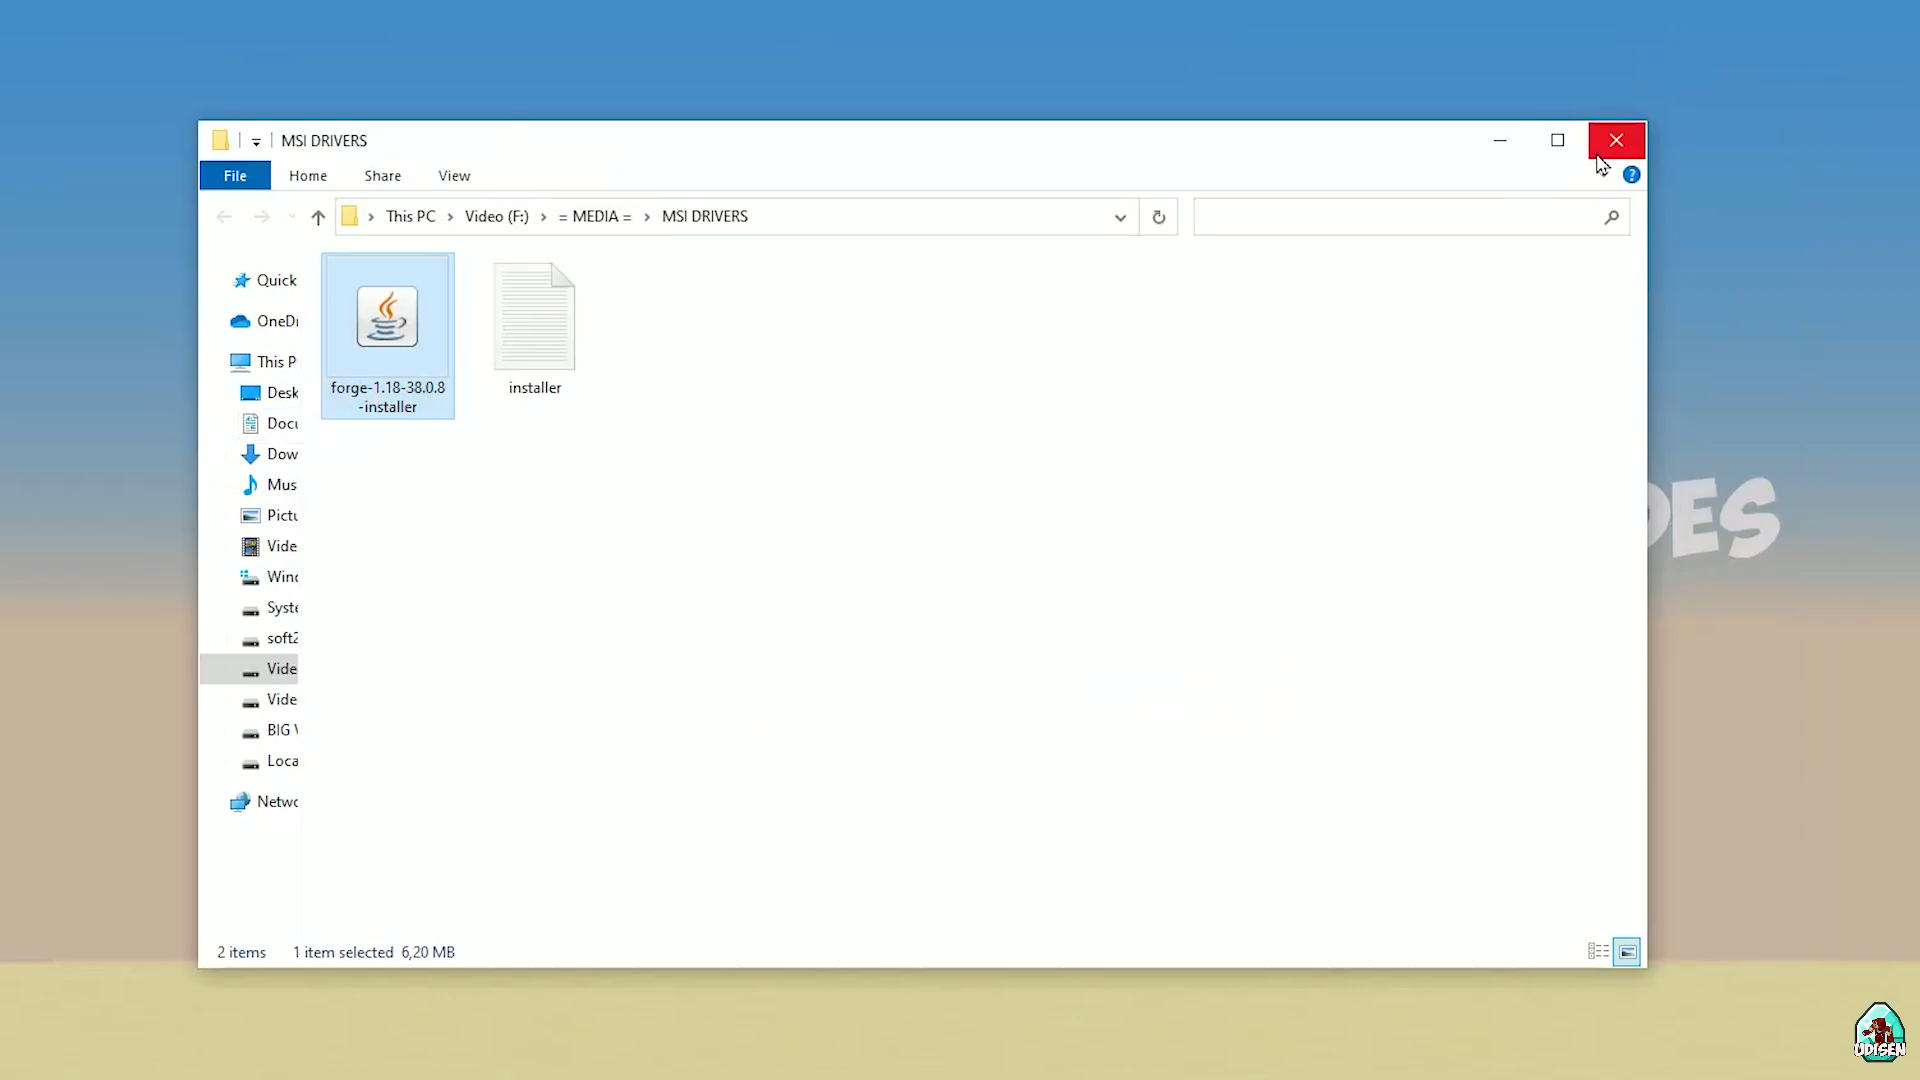 MSI DRIVERS
File Home Share View
This PC > Video (F:) > = MEDIA = > MSI DRIVERS
Quick
OneDr
This P
Desk
Docu
Dow
Mus
Pictu
Vide
Wind
Syste
soft2
Vide
Vide
BIG V
Loca
Netwo
forge-1.18-38.0.8
-installer
installer
DES
2 items 1 item selected 6,20 MB
UDISEN